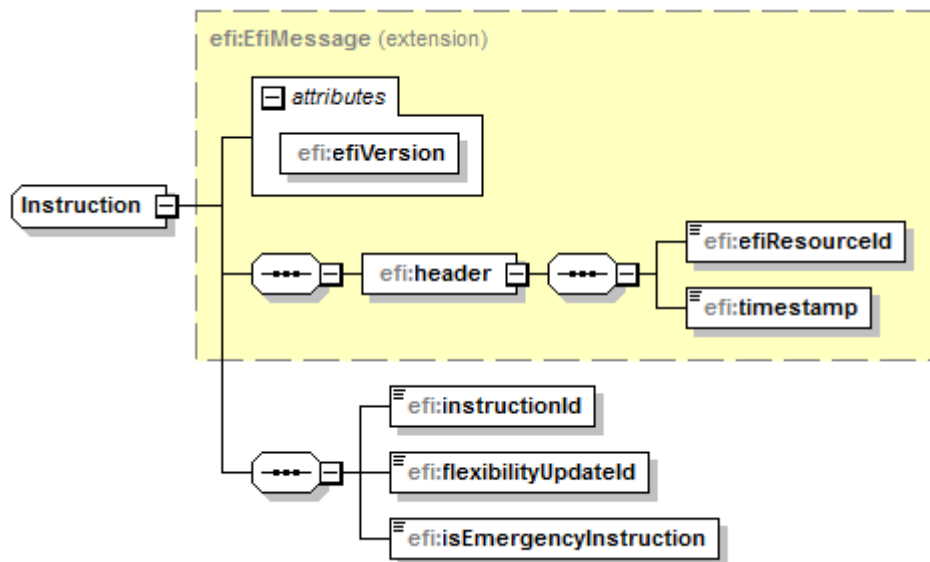 efi:EfiMessage (extension)
attributes
efi:efiVersion
Instruction
efi:header
efi:efiResourceId
efi:timestamp
efi:instructionId
efi:flexibilityUpdateId
efi:isEmergencyInstruction